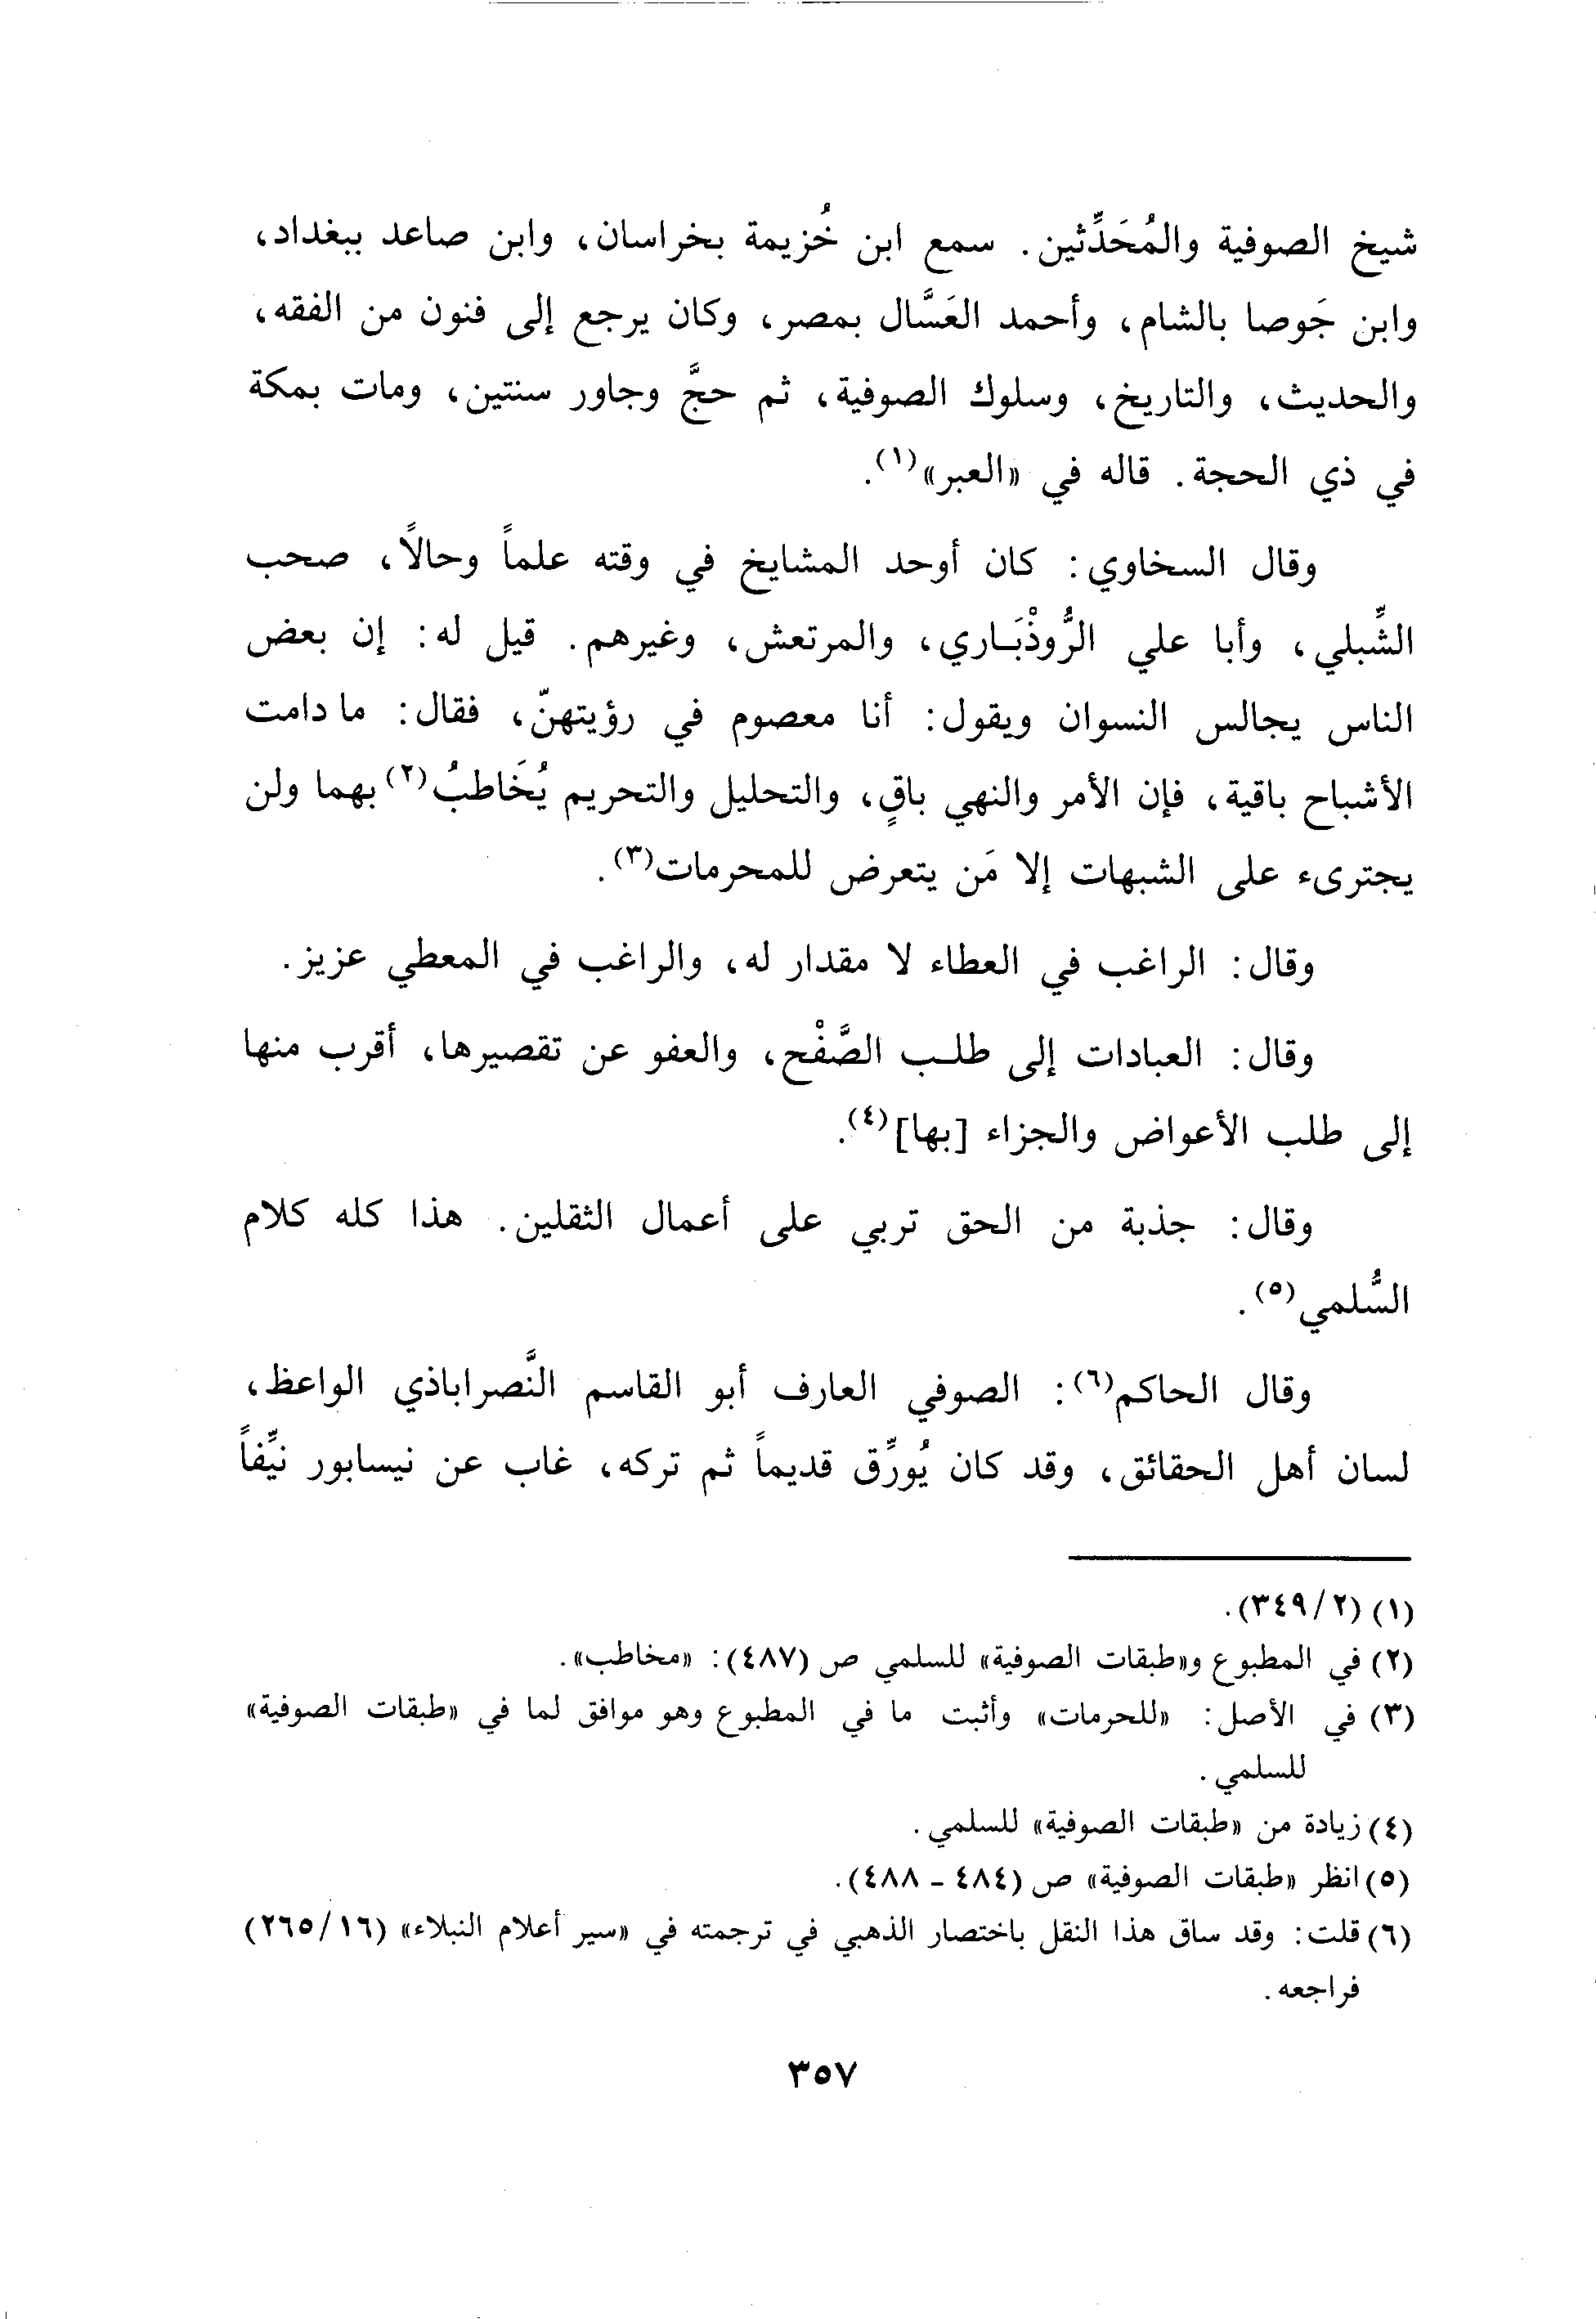 شيخ الصوفية والمُحَدِّثين. سمع ابن خُزيمة بخراسان، وابن صاعد ببغداد،
وابن جَوصا بالشام، وأحمد العَسَّال بمصر، وكان يرجع إلى فنون من الفقه،
والحديث، والتاريخ، وسلوك الصوفية، ثم حجَّ وجاور سنتين، ومات بمكة
في ذي الحجة. قاله في «العبر»(١).
وقال السخاوي: كان أوحد المشايخ في وقته علماً وحالاً، صحب
الشِّبلي، وأبا علي الرُّوذْبَـاري، والمرتعش، وغيرهم. قيل له: إن بعض
الناس يجالس النسوان ويقول: أنا معصوم في رؤيتهنّ، فقال: ما دامت
الأشباح باقية، فإن الأمر والنهي باقٍ، والتحليل والتحريم يُخَاطبُ(٢) بهما ولن
يجترىء على الشبهات إلا مَن يتعرض للمحرمات(٣).
وقال: الراغب في العطاء لا مقدار له، والراغب في المعطي عزيز.
وقال: العبادات إلى طلـب الصَّفْح، والعفو عن تقصيرها، أقرب منها
إلى طلب الأعواض والجزاء [بها](٤).
وقال: جذبة من الحق تربي على أعمال الثقلين. هذا كله كلام
السُّلمي(٥).
وقال الحاكم(٦): الصوفي العارف أبو القاسم النَّصراباذي الواعظ،
لسان أهل الحقائق، وقد كان يُورِّق قديماً ثم تركه، غاب عن نيسابور نيِّفاً
(١) (٢/٣٤٩).
(٢) في المطبوع و«طبقات الصوفية» للسلمي ص (٤٨٧): «مخاطب».
(٣) في الأصل: «للحرمات» وأثبت ما في المطبوع وهو موافق لما في «طبقات الصوفية»
للسلمي.
(٤) زيادة من «طبقات الصوفية» للسلمي.
(٥) انظر «طبقات الصوفية» ص (٤٨٤ - ٤٨٨).
(٦) قلت: وقد ساق هذا النقل باختصار الذهبي في ترجمته في «سير أعلام النبلاء» (١٦/٢٦٥)
فراجعه.
٣٥٧